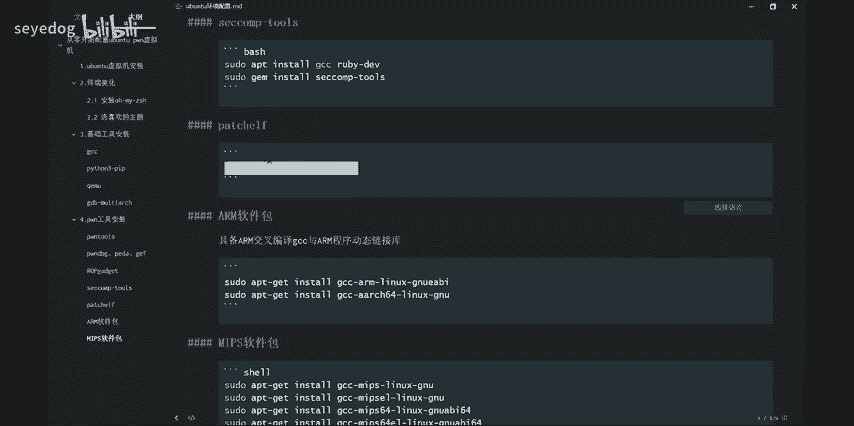 seyedog bilibili
ubuntu环境配置.md
大纲
从零开始配置ubuntu pwn虚拟
机
1.ubuntu虚拟机安装
2.终端美化
2.1 安装oh-my-zsh
2.2 选喜欢的主题
3.基础工具安装
gcc
python3-pip
qemu
gdb-multiarch
4.pwn工具安装
pwntools
pwndbg、peda、gef
ROPgadget
seccomp-tools
patchelf
ARM软件包
MIPS软件包
#### seccomp-tools
``` bash
sudo apt install gcc ruby-dev
sudo gem install seccomp-tools
```
#### patchelf
```
```
选择语言
#### ARM软件包
具备ARM交叉编译gcc与ARM程序动态链接库
```
sudo apt-get install gcc-arm-linux-gnueabi
sudo apt-get install gcc-aarch64-linux-gnu
```
#### MIPS软件包
``` shell
sudo apt-get install gcc-mips-linux-gnu
sudo apt-get install gcc-mipsel-linux-gnu
sudo apt-get install gcc-mips64-linux-gnuabi64
sudo apt-get install gcc-mips64el-linux-gnuabi64